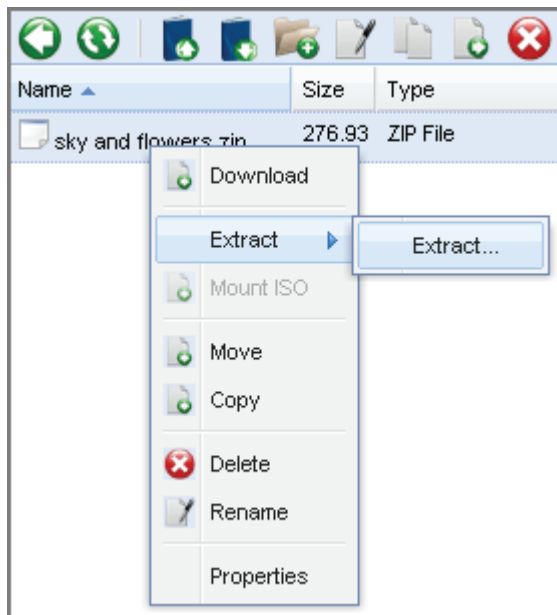 Name Size Type
sky and flowers.zip 276.93 ZIP File
Download
Extract Extract...
Mount ISO
Move
Copy
Delete
Rename
Properties